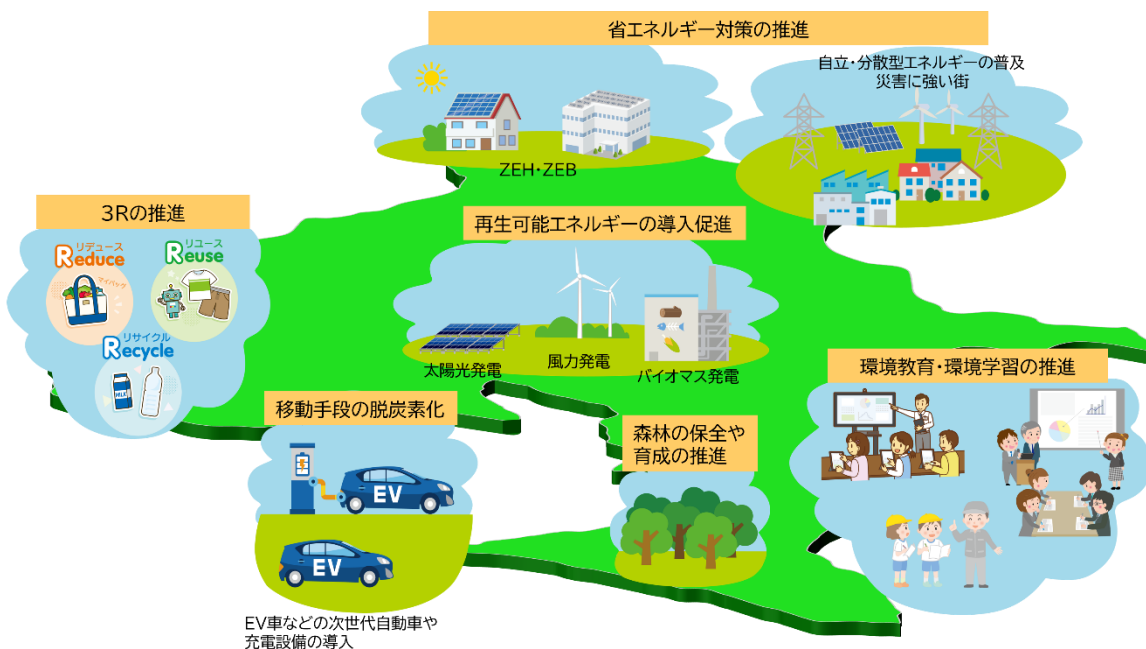 省エネルギー対策の推進
自立・分散型エネルギーの普及
災害に強い街
ZEH・ZEB
3Rの推進
リデュース
Reduce
マイバッグ
リユース
Reuse
リサイクル
Recycle
MILK
再生可能エネルギーの導入促進
太陽光発電
風力発電
バイオマス発電
移動手段の脱炭素化
EV
EV
EV車などの次世代自動車や
充電設備の導入
森林の保全や
育成の推進
環境教育・環境学習の推進